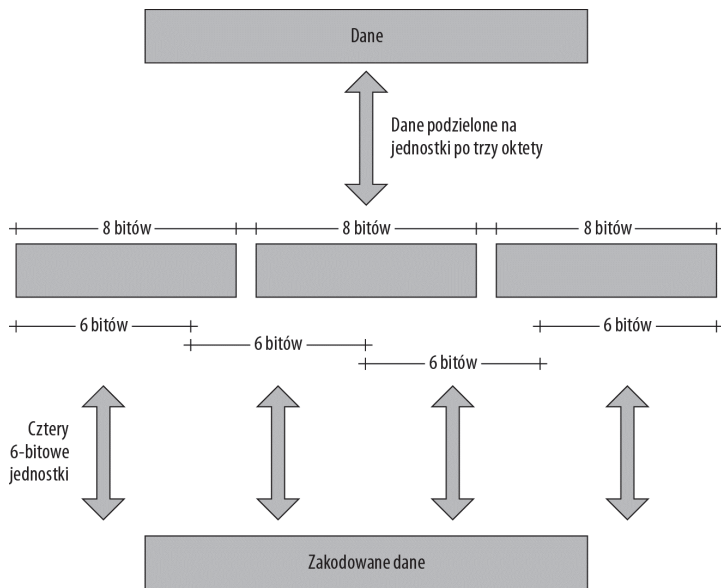 Dane
Dane podzielone na
jednostki po trzy oktety
8 bitów
8 bitów
8 bitów
6 bitów
6 bitów
6 bitów
6 bitów
Cztery
6-bitowe
jednostki
Zakodowane dane